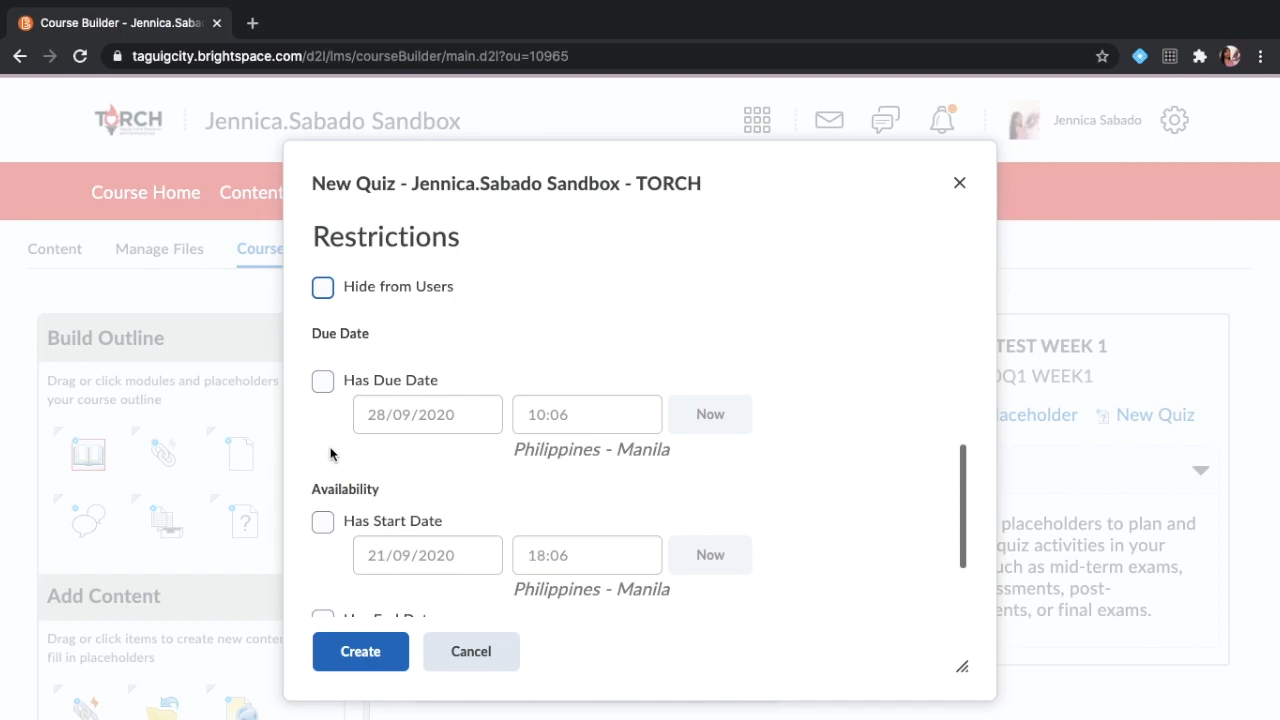 Course Builder - Jennica.Saba
taguigcity.brightspace.com/d2l/lms/courseBuilder/main.d2l?ou=10965
TORCH
Jennica.Sabado Sandbox
Jennica Sabado
Course Home Content
Content Manage Files Course
New Quiz - Jennica.Sabado Sandbox - TORCH
Restrictions
Hide from Users
Due Date
Has Due Date
28/09/2020 10:06 Now
Philippines - Manila
Availability
Has Start Date
21/09/2020 18:06 Now
Philippines - Manila
Has End Date
Create Cancel
Build Outline
Drag or click modules and placeholders
your course outline
Add Content
Drag or click items to create new conte
fill in placeholders
TEST WEEK 1
WEEK1
laceholder New Quiz
placeholders to plan and
quiz activities in your
uch as mid-term exams,
ssments, post-
ents, or final exams.